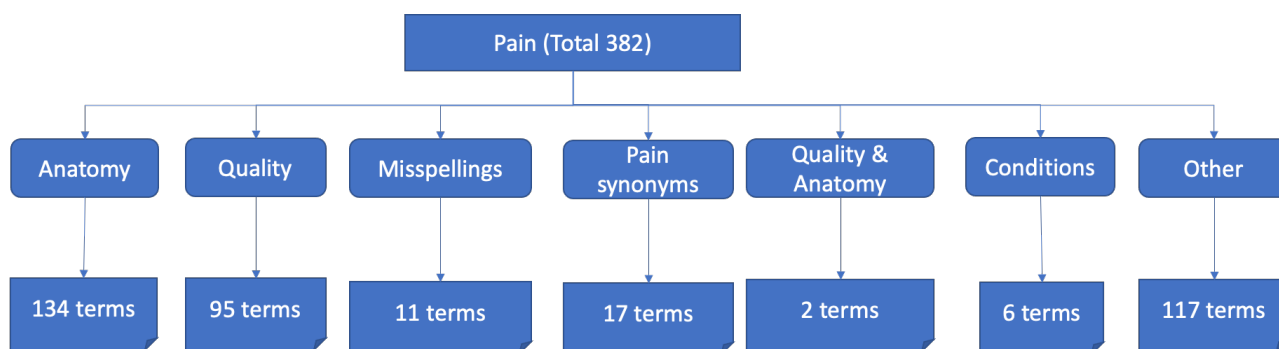 Pain (Total 382)
Anatomy
Quality
Misspellings
Pain
synonyms
Quality &
Anatomy
Conditions
Other
134 terms
95 terms
11 terms
17 terms
2 terms
6 terms
117 terms